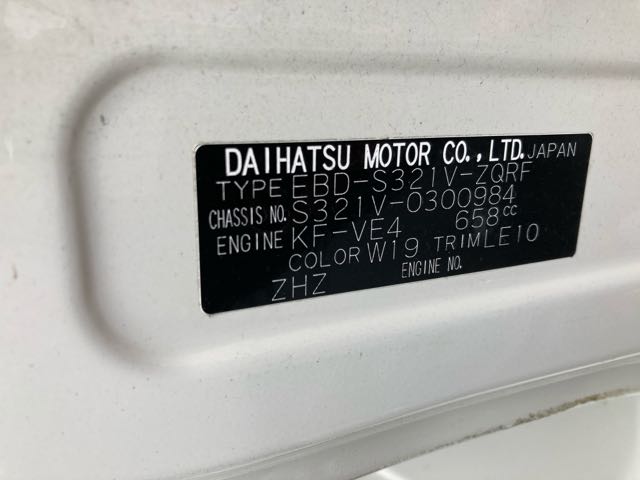 DAIHATSU MOTOR CO.,LTD. JAPAN
TYPE EBD-S321V-ZQRF
CHASSIS NO. S321V-0300984
ENGINE KF-VE4 658cc
COLOR W19 TRIM LE10
ZHZ ENGINE NO.